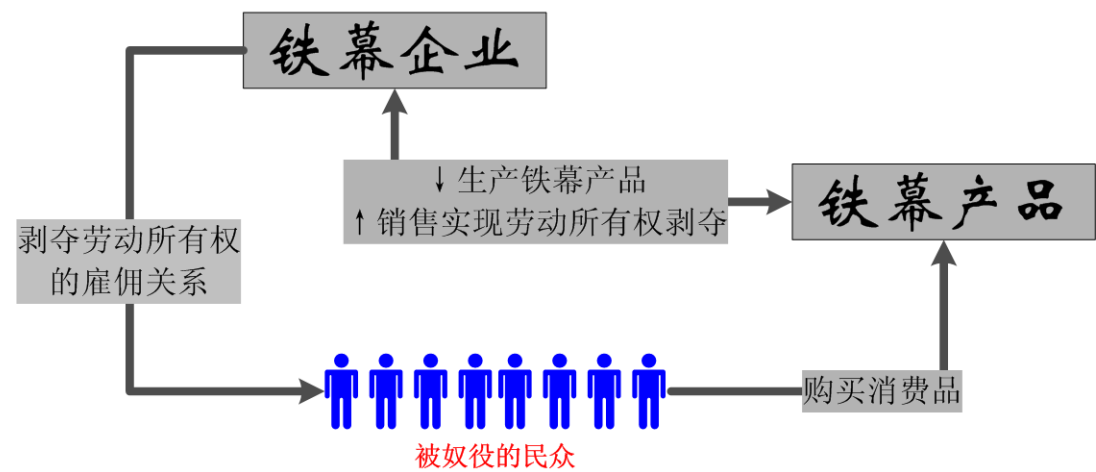 铁幕企业
↓生产铁幕产品
↑销售实现劳动所有权剥夺
铁幕产品
剥夺劳动所有权
的雇佣关系
购买消费品
被奴役的民众